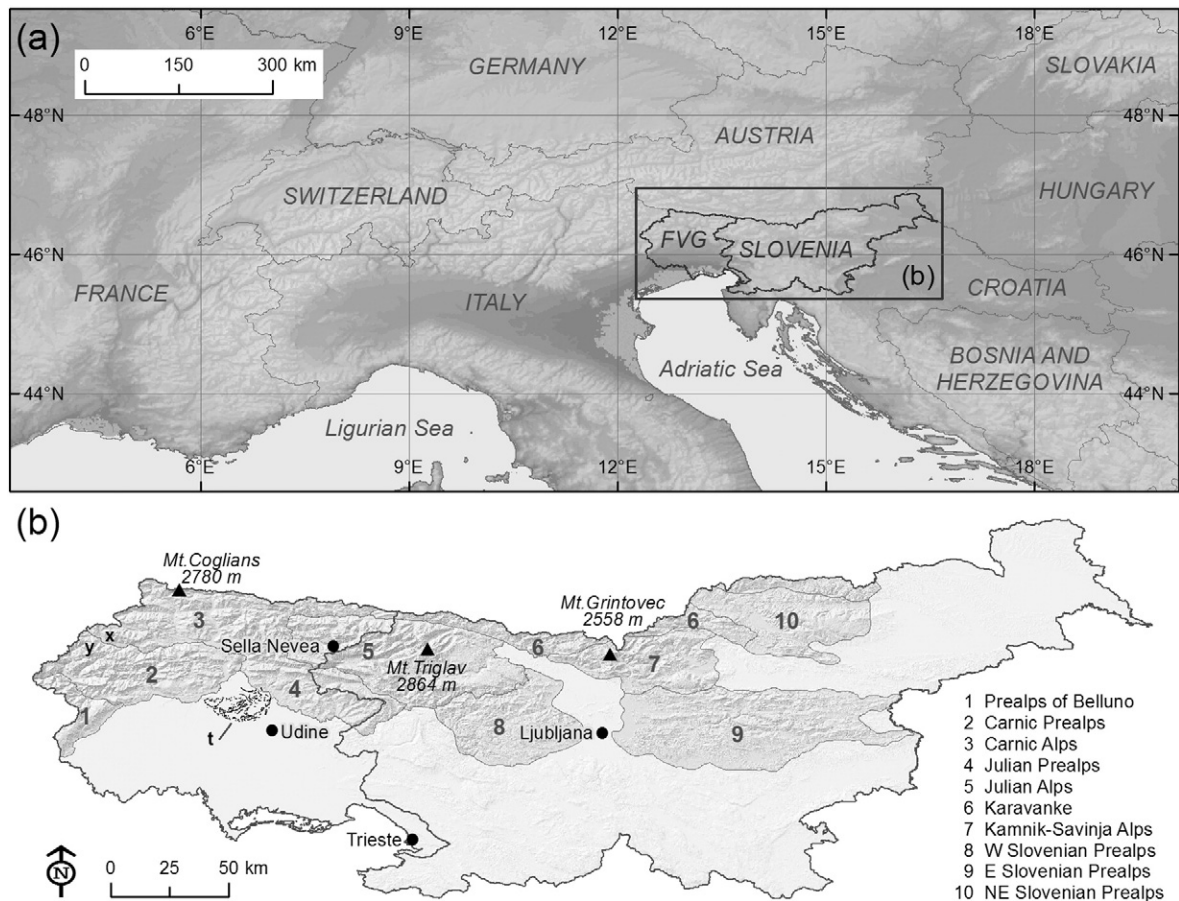 (a)
6°E
9°E
12°E
15°E
18°E
0 150 300 km
GERMANY
SLOVAKIA
48°N
48°N
AUSTRIA
SWITZERLAND
HUNGARY
46°N
46°N
FVG
SLOVENIA
(b)
FRANCE
ITALY
CROATIA
Adriatic Sea
BOSNIA AND
HERZEGOVINA
44°N
44°N
Ligurian Sea
6°E
9°E
12°E
15°E
18°E
(b)
Mt.Coglians
2780 m
Mt.Grintovec
2558 m
3
x
y
Sella Nevea
5
6
6
10
2
Mt.Triglav
2864 m
7
4
1
t
Udine
8
Ljubljana
9
Trieste
N
0 25 50 km
1 Prealps of Belluno
2 Carnic Prealps
3 Carnic Alps
4 Julian Prealps
5 Julian Alps
6 Karavanke
7 Kamnik-Savinja Alps
8 W Slovenian Prealps
9 E Slovenian Prealps
10 NE Slovenian Prealps